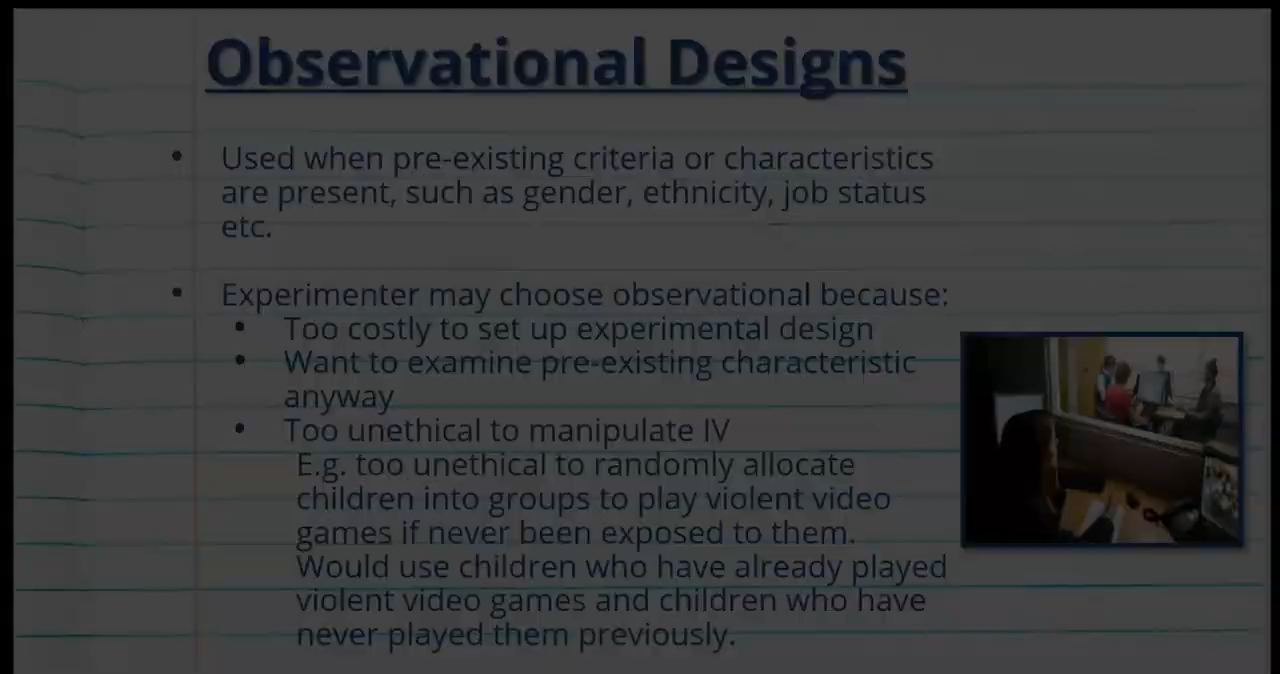 Observational Designs
• Used when pre-existing criteria or characteristics
are present, such as gender, ethnicity, job status
etc.
• Experimenter may choose observational because:
• Too costly to set up experimental design
• Want to examine pre-existing characteristic
anyway
• Too unethical to manipulate IV
E.g. too unethical to randomly allocate
children into groups to play violent video
games if never been exposed to them.
Would use children who have already played
violent video games and children who have
never played them previously.